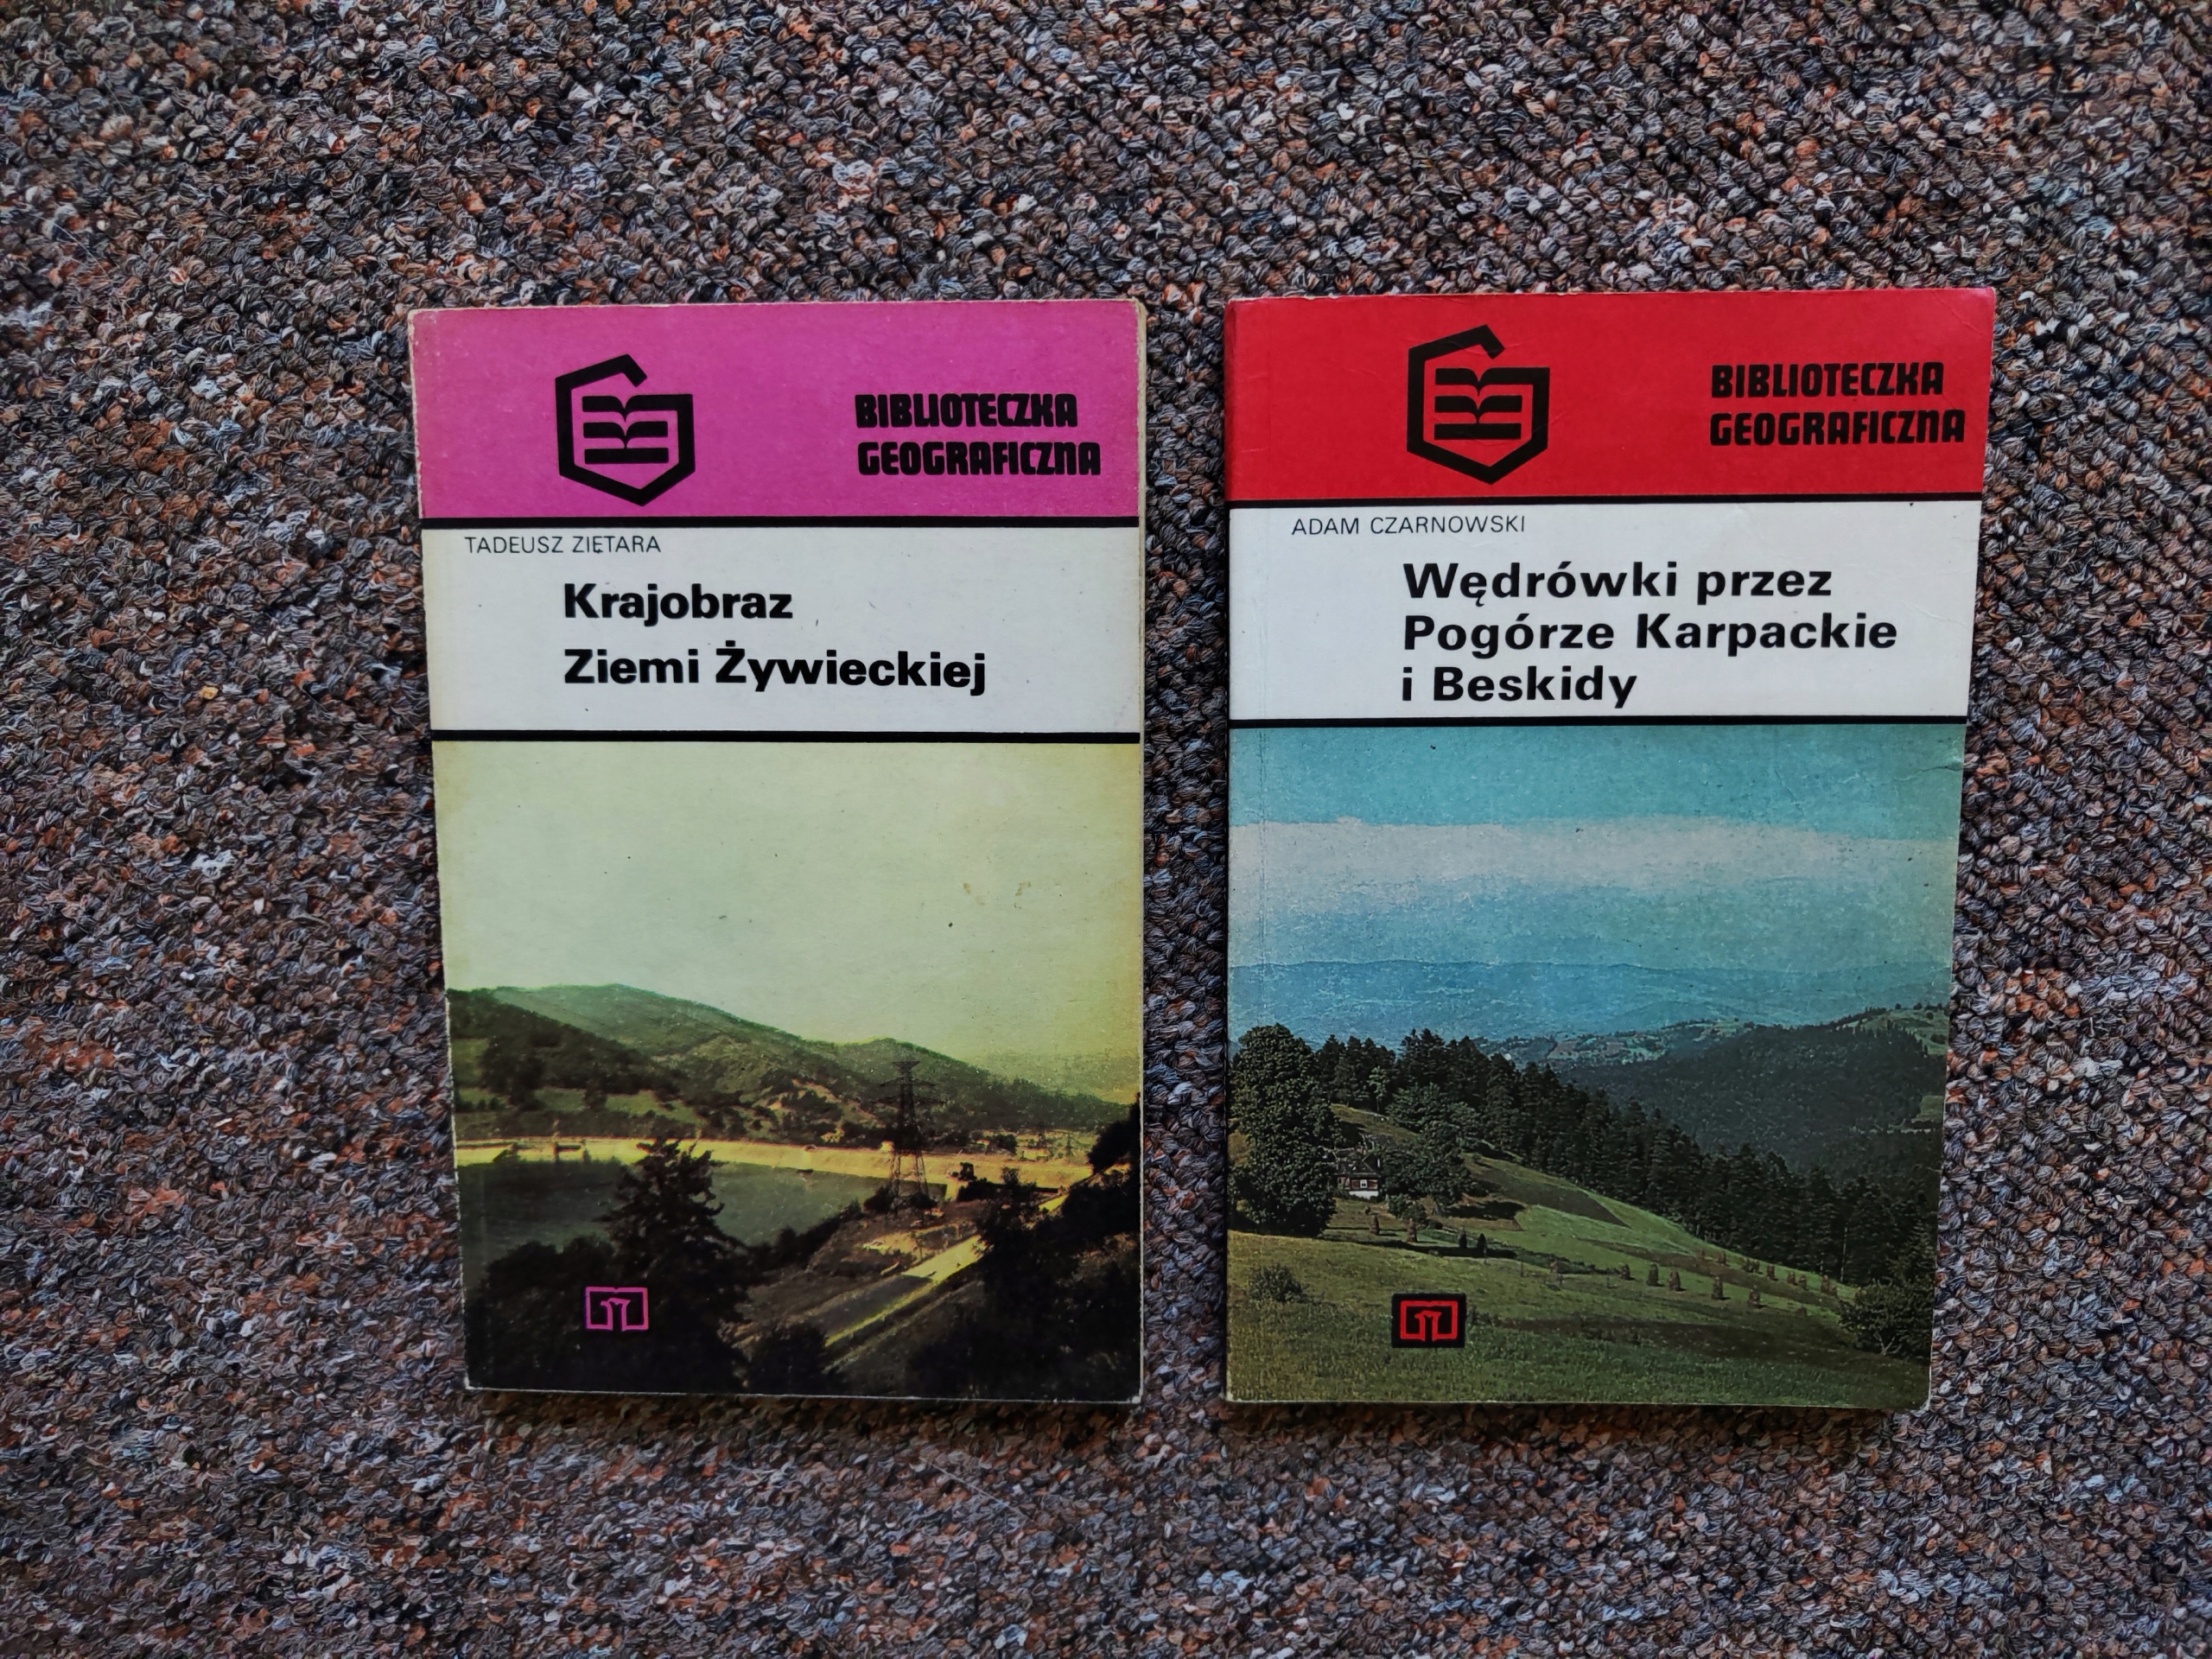 BIBLIOTECZKA
GEOGRAFICZNA
TADEUSZ ZIĘTARA
Krajobraz
Ziemi Żywieckiej
BIBLIOTECZKA
GEOGRAFICZNA
ADAM CZARNOWSKI
Wędrówki przez
Pogórze Karpackie
i Beskidy